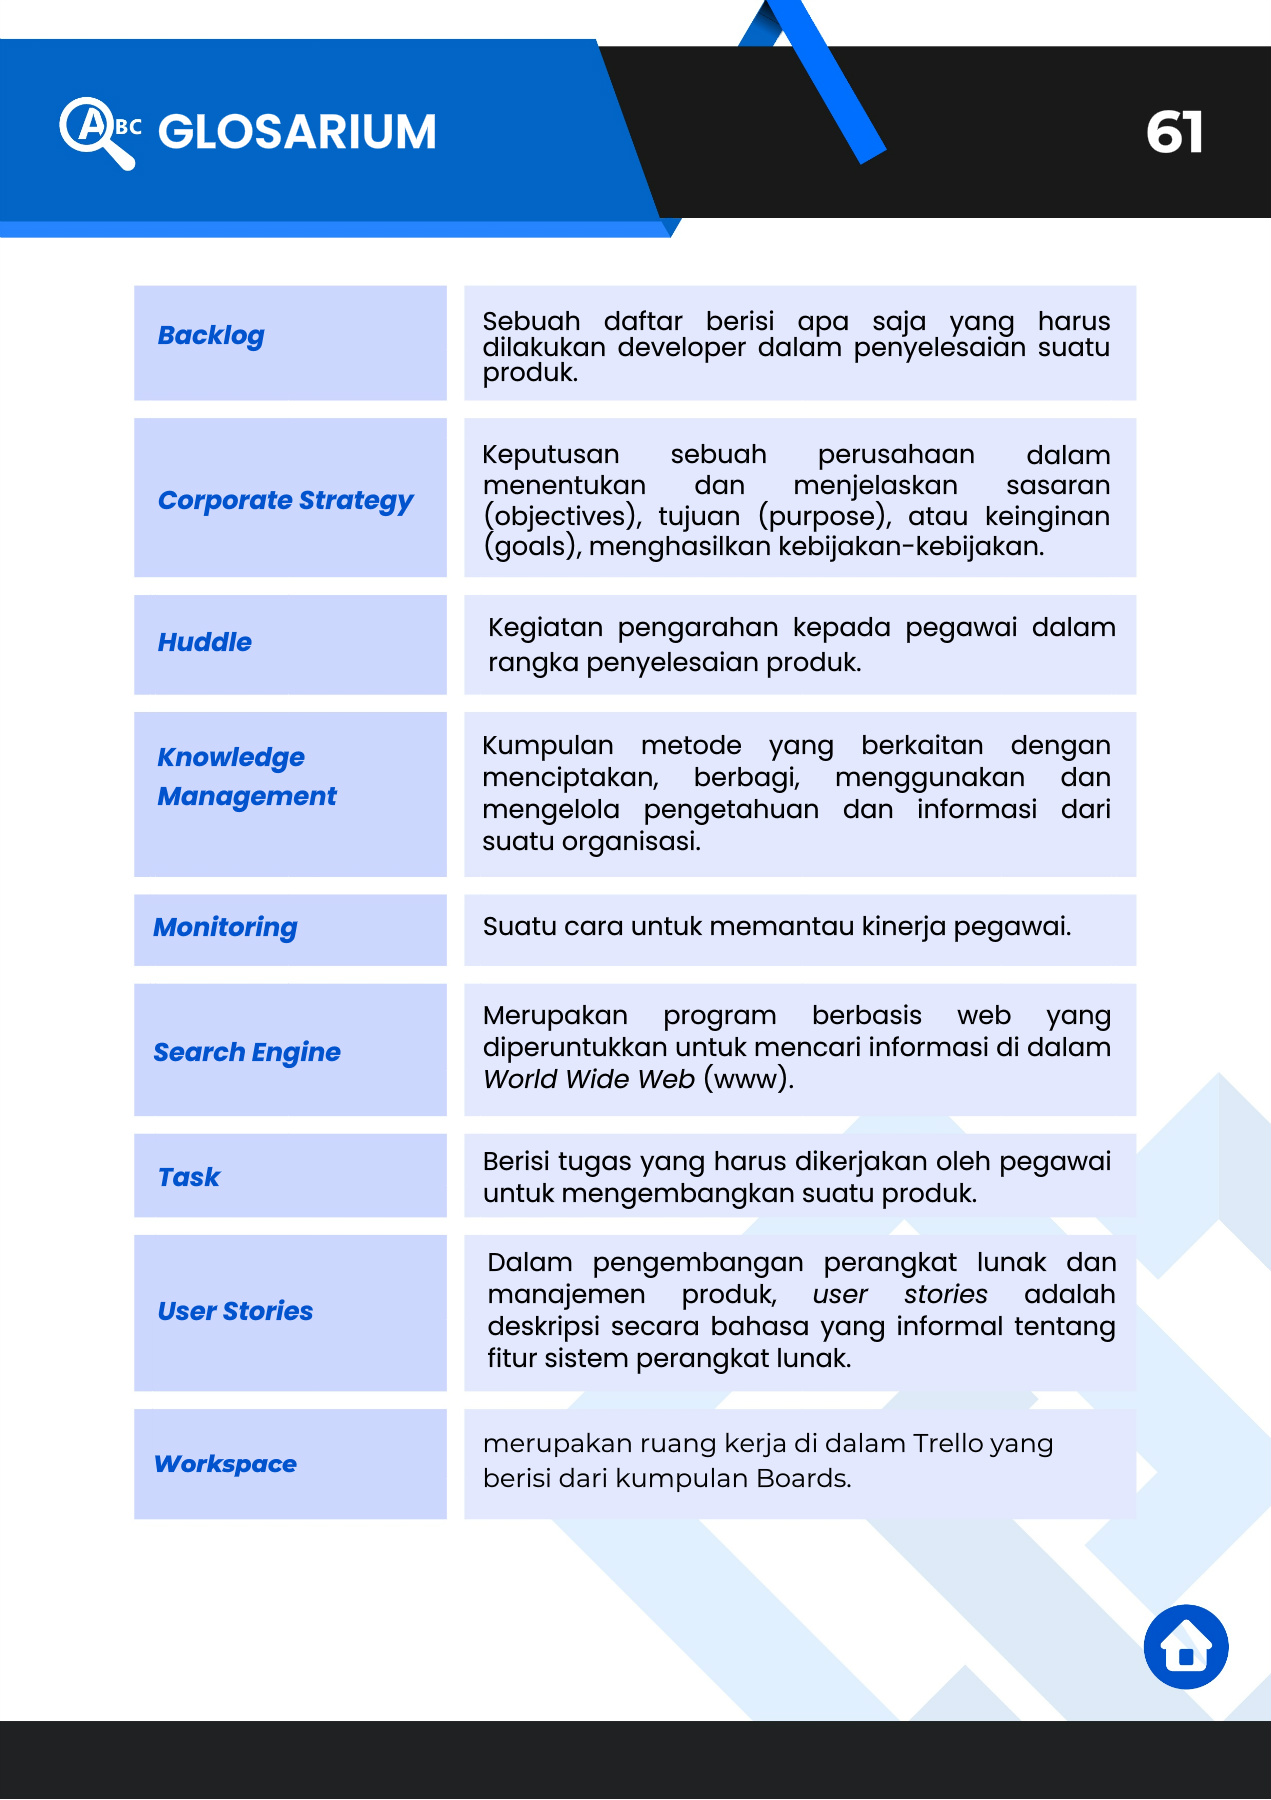 ABC GLOSARIUM
61
Backlog
Sebuah daftar berisi apa saja yang harus
dilakukan developer dalam penyelesaian suatu
produk.
Corporate Strategy
Keputusan sebuah perusahaan dalam
menentukan dan menjelaskan sasaran
(objectives), tujuan (purpose), atau keinginan
(goals), menghasilkan kebijakan-kebijakan.
Huddle
Kegiatan pengarahan kepada pegawai dalam
rangka penyelesaian produk.
Knowledge
Management
Kumpulan metode yang berkaitan dengan
menciptakan, berbagi, menggunakan dan
mengelola pengetahuan dan informasi dari
suatu organisasi.
Monitoring
Suatu cara untuk memantau kinerja pegawai.
Search Engine
Merupakan program berbasis web yang
diperuntukkan untuk mencari informasi di dalam
World Wide Web (www).
Task
Berisi tugas yang harus dikerjakan oleh pegawai
untuk mengembangkan suatu produk.
User Stories
Dalam pengembangan perangkat lunak dan
manajemen produk, user stories adalah
deskripsi secara bahasa yang informal tentang
fitur sistem perangkat lunak.
Workspace
merupakan ruang kerja di dalam Trello yang
berisi dari kumpulan Boards.